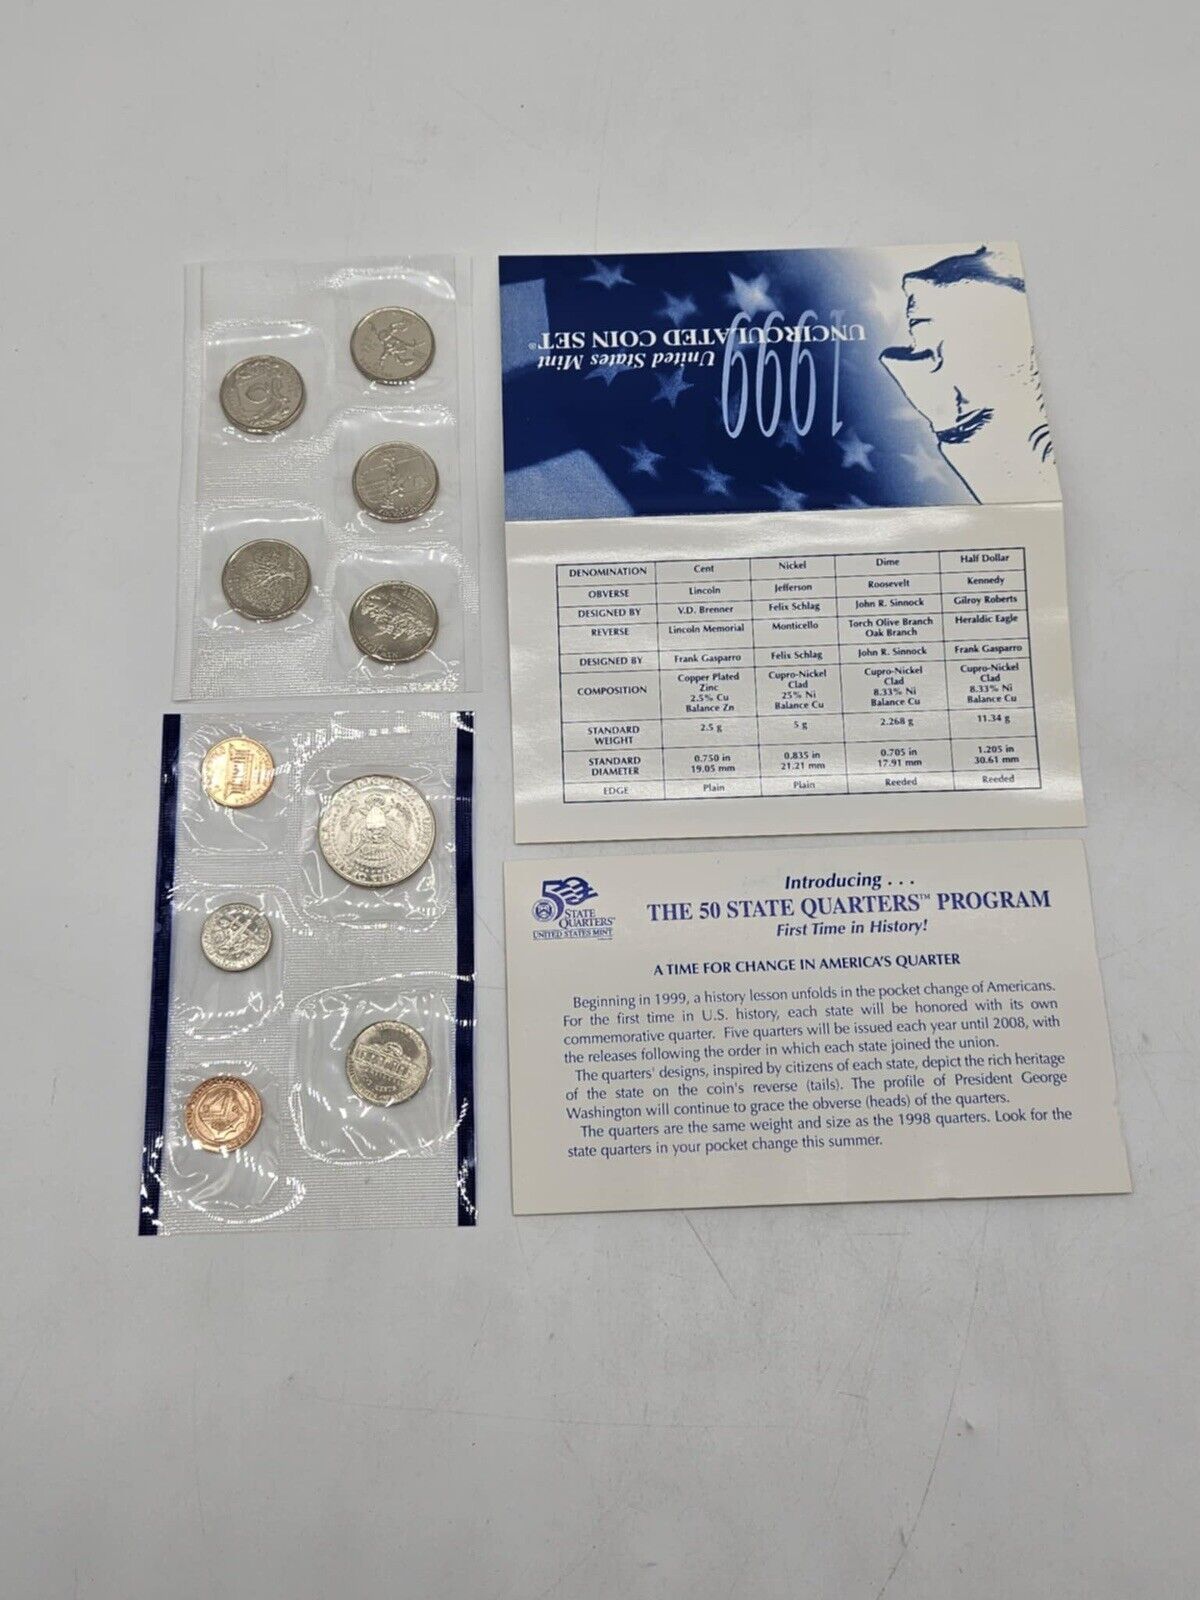 1999
UNCIRCULATED COIN SET®
United States Mint
DENOMINATION Cent Nickel Dime Half Dollar
OBVERSE Lincoln Jefferson Roosevelt Kennedy
DESIGNED BY V.D. Brenner Felix Schlag John R. Sinnock Gilroy Roberts
REVERSE Lincoln Memorial Monticello Torch Olive Branch Heraldic Eagle
Oak Branch
DESIGNED BY Frank Gasparro Felix Schlag John R. Sinnock Frank Gasparro
COMPOSITION Copper Plated Cupro-Nickel Cupro-Nickel Cupro-Nickel
Zinc Clad Clad Clad
2.5% Cu 25% Ni 8.33% Ni 8.33% Ni
Balance Zn Balance Cu Balance Cu Balance Cu
STANDARD 2.5 g 5 g 2.268 g 11.34 g
WEIGHT
STANDARD 0.750 in 0.835 in 0.705 in 1.205 in
DIAMETER 19.05 mm 21.21 mm 17.91 mm 30.61 mm
EDGE Plain Plain Reeded Reeded
50
STATE
QUARTERS
UNITED STATES MINT
Introducing . . .
THE 50 STATE QUARTERS™ PROGRAM
First Time in History!
A TIME FOR CHANGE IN AMERICA'S QUARTER
Beginning in 1999, a history lesson unfolds in the pocket change of Americans.
For the first time in U.S. history, each state will be honored with its own
commemorative quarter. Five quarters will be issued each year until 2008, with
the releases following the order in which each state joined the union.
The quarters' designs, inspired by citizens of each state, depict the rich heritage
of the state on the coin's reverse (tails). The profile of President George
Washington will continue to grace the obverse (heads) of the quarters.
The quarters are the same weight and size as the 1998 quarters. Look for the
state quarters in your pocket change this summer.